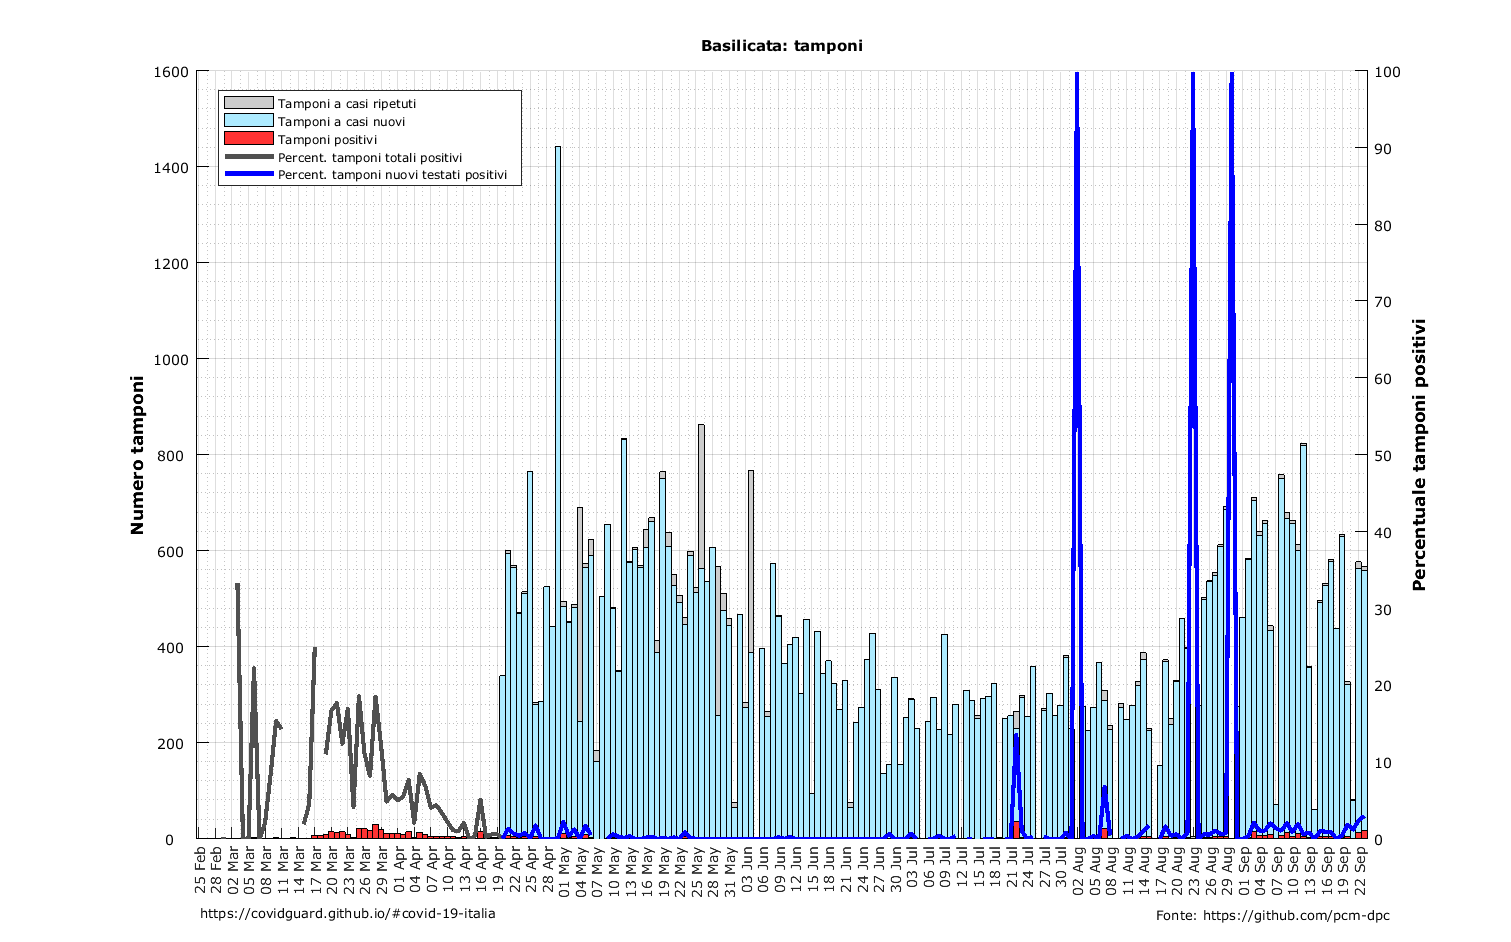 Basilicata: tamponi
Tamponi a casi ripetuti
Tamponi a casi nuovi
Tamponi positivi
Percent. tamponi totali positivi
Percent. tamponi nuovi testati positivi
Numero tamponi
1600
1400
1200
1000
800
600
400
200
0
100
90
80
70
60
50
40
30
20
10
0
Percentuale tamponi positivi
25 Feb
28 Feb
02 Mar
05 Mar
08 Mar
11 Mar
14 Mar
17 Mar
20 Mar
23 Mar
26 Mar
29 Mar
01 Apr
04 Apr
07 Apr
10 Apr
13 Apr
16 Apr
19 Apr
22 Apr
25 Apr
28 Apr
01 May
04 May
07 May
10 May
13 May
16 May
19 May
22 May
25 May
28 May
31 May
03 Jun
06 Jun
09 Jun
12 Jun
15 Jun
18 Jun
21 Jun
24 Jun
27 Jun
30 Jun
03 Jul
06 Jul
09 Jul
12 Jul
15 Jul
18 Jul
21 Jul
24 Jul
27 Jul
30 Jul
02 Aug
05 Aug
08 Aug
11 Aug
14 Aug
17 Aug
20 Aug
23 Aug
26 Aug
29 Aug
01 Sep
04 Sep
07 Sep
10 Sep
13 Sep
16 Sep
19 Sep
22 Sep
https://covidguard.github.io/#covid-19-italia
Fonte: https://github.com/pcm-dpc